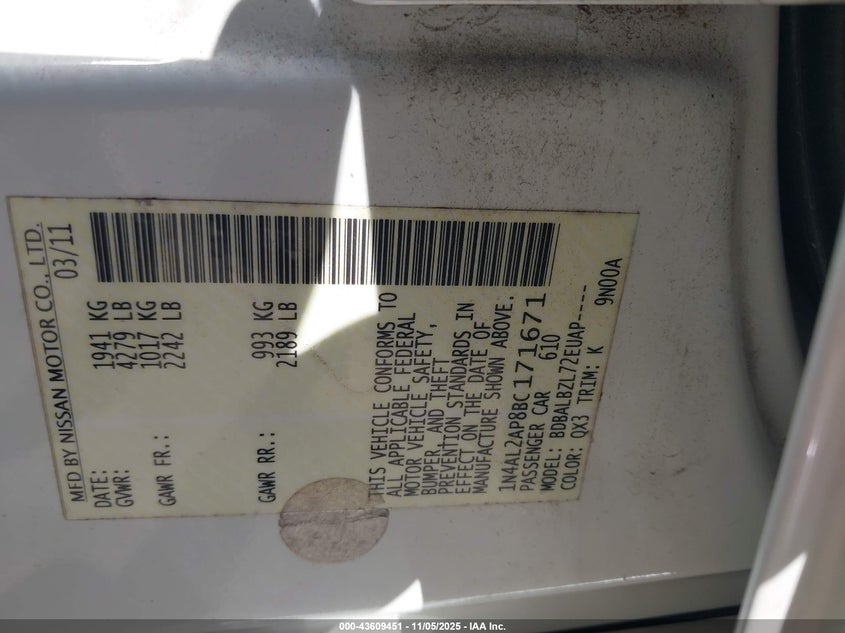 MFD BY NISSAN MOTOR CO., LTD.
DATE: 03/11
GVWR: 1941 KG
4279 LB
GAWR FR.: 1017 KG
2242 LB
GAWR RR.: 993 KG
2189 LB
THIS VEHICLE CONFORMS TO
ALL APPLICABLE FEDERAL
MOTOR VEHICLE SAFETY,
BUMPER, AND THEFT
PREVENTION STANDARDS IN
EFFECT ON THE DATE OF
MANUFACTURE SHOWN ABOVE.
1N4AL2AP8BC171671
PASSENGER CAR 610
MODEL: BDBALBZL72EUAP----
COLOR: QX3 TRIM: K 9N00A
000-43609451 - 11/05/2025 - IAA Inc.